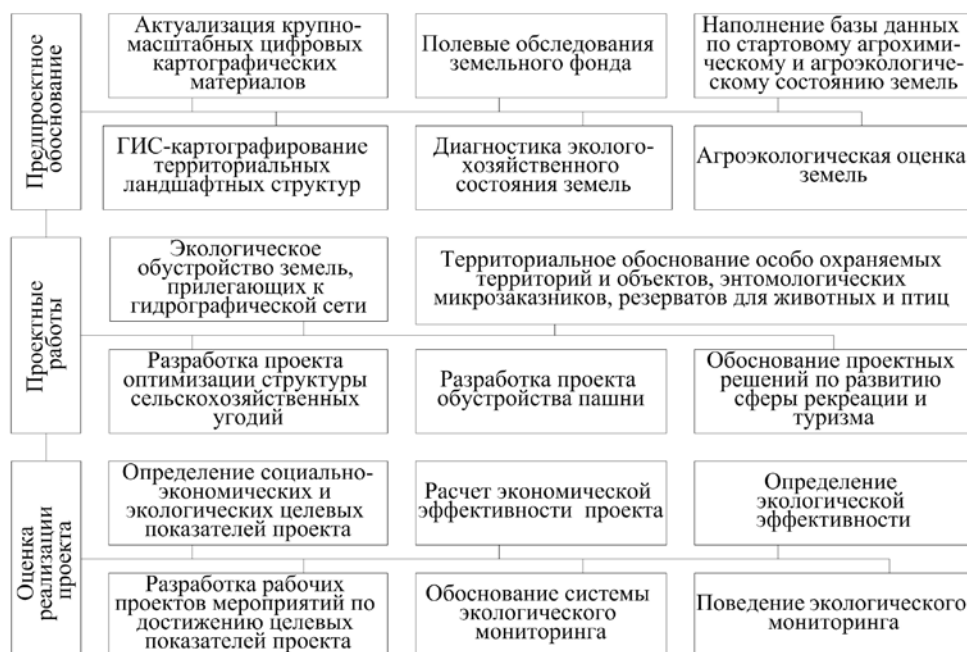 Предпроектное
обоснование
Актуализация крупно-
масштабных цифровых
картографических
материалов
Полевые обследования
земельного фонда
Наполнение базы данных
по стартовому агрохими-
ческому и агроэкологиче-
скому состоянию земель
ГИС-картографирование
территориальных
ландшафтных структур
Диагностика эколого-
хозяйственного
состояния земель
Агроэкологическая оценка
земель
Проектные
работы
Экологическое
обустройство земель,
прилегающих к
гидрографической сети
Территориальное обоснование особо охраняемых
территорий и объектов, энтомологических
микрозаказников, резерватов для животных и птиц
Разработка проекта
оптимизации структуры
сельскохозяйственных
угодий
Разработка проекта
обустройства пашни
Обоснование проектных
решений по развитию
сферы рекреации и
туризма
Оценка
реализации
проекта
Определение социально-
экономических и
экологических целевых
показателей проекта
Расчет экономической
эффективности проекта
Определение
экологической
эффективности
Разработка рабочих
проектов мероприятий по
достижению целевых
показателей проекта
Обоснование системы
экологического
мониторинга
Поведение экологического
мониторинга